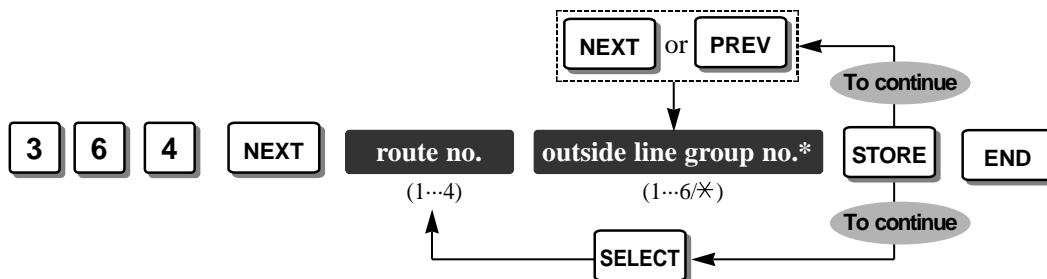 NEXT or PREV
To continue
3 6 4 NEXT route no. outside line group no.* STORE END
(1···4) (1···6/✳)
To continue
SELECT